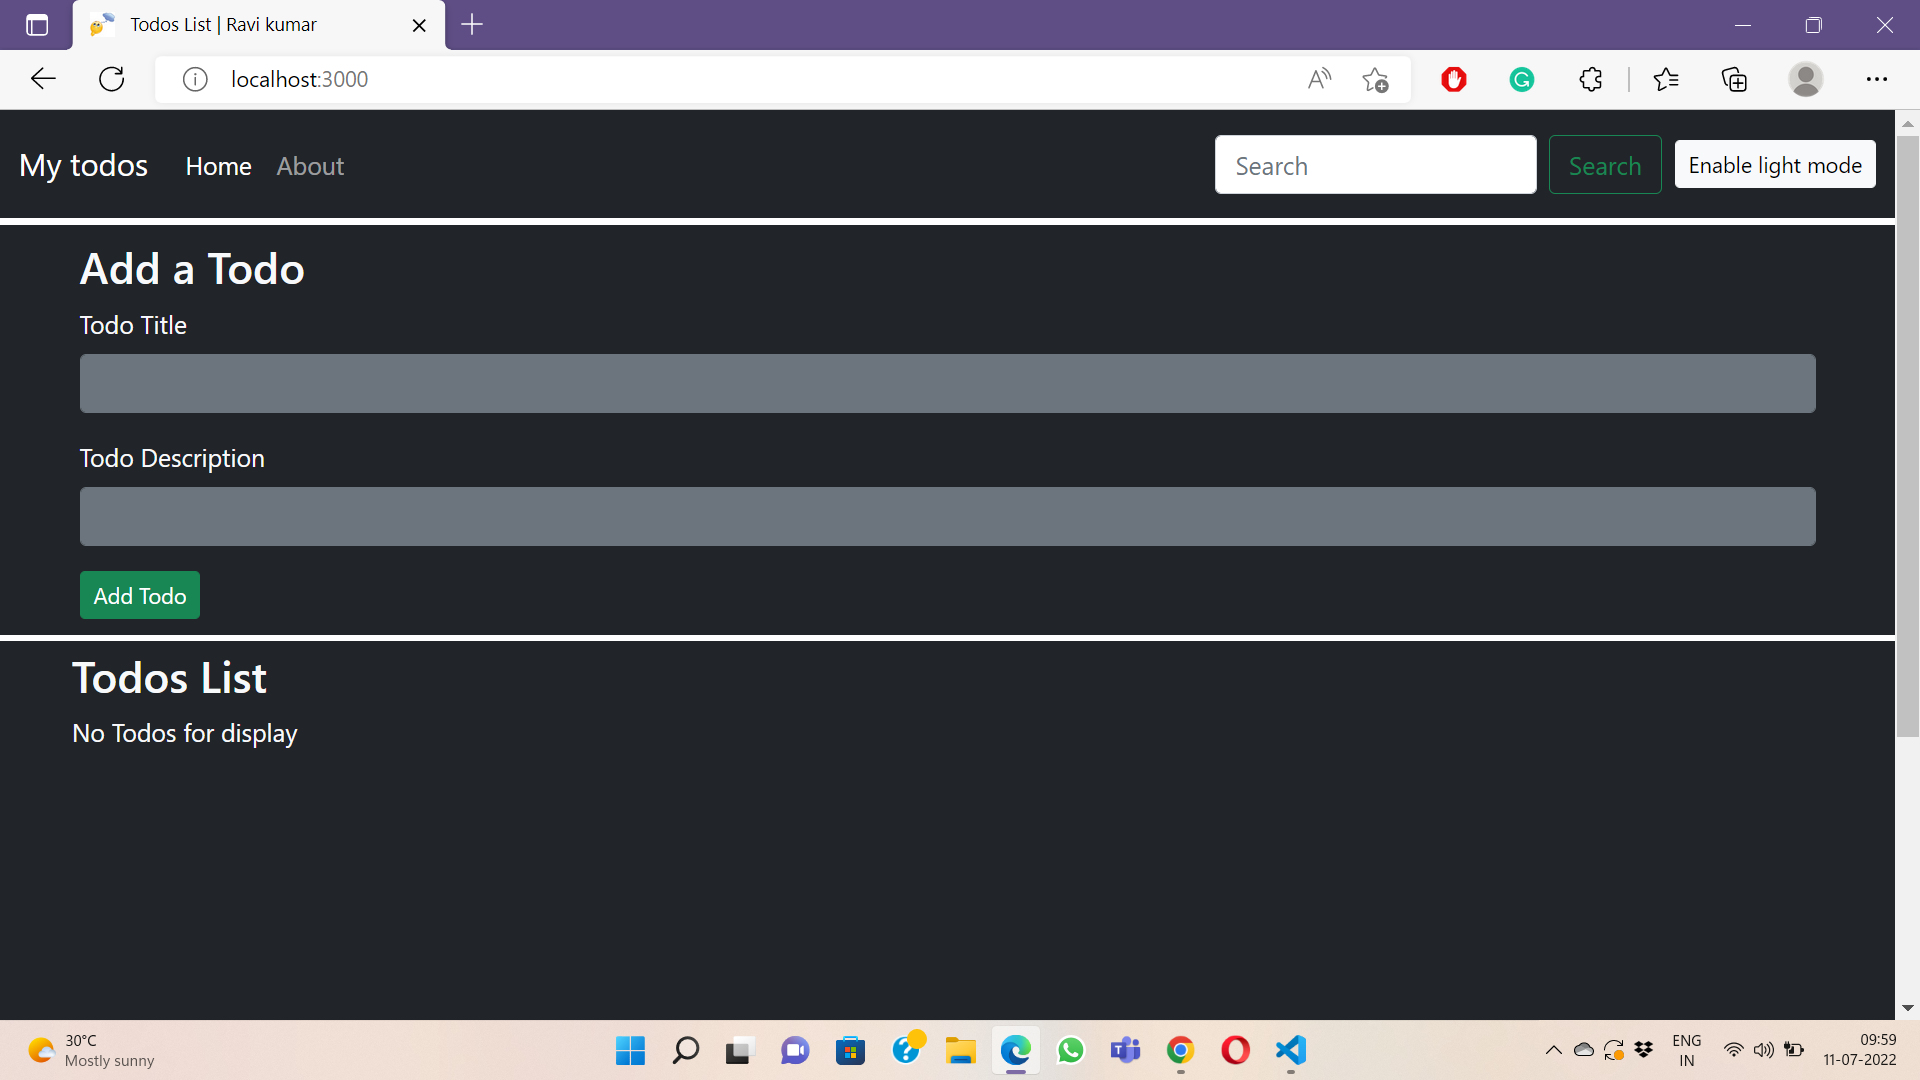 Todos List | Ravi kumar
localhost:3000
My todos Home About Search Search Enable light mode
Add a Todo
Todo Title
Todo Description
Add Todo
Todos List
No Todos for display
30°C
Mostly sunny
ENG
IN
09:59
11-07-2022